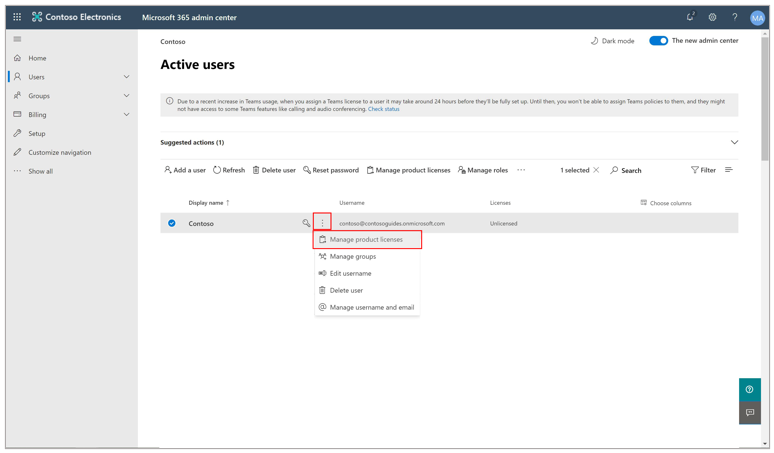 Contoso Electronics
Microsoft 365 admin center
2
?
MA
Home
Users
Groups
Billing
Setup
Customize navigation
Show all
Contoso
Dark mode
The new admin center
Active users
Due to a recent increase in Teams usage, when you assign a Teams license to a user it may take around 24 hours before they'll be fully set up. Until then, you won't be able to assign Teams policies to them, and they might
not have access to some Teams features like calling and audio conferencing. Check status
Suggested actions (1)
Add a user
Refresh
Delete user
Reset password
Manage product licenses
Manage roles
1 selected
Search
Filter
Display name ↑
Username
Licenses
Choose columns
Contoso
contoso@contosoguides.onmicrosoft.com
Unlicensed
Manage product licenses
Manage groups
Edit username
Delete user
Manage username and email